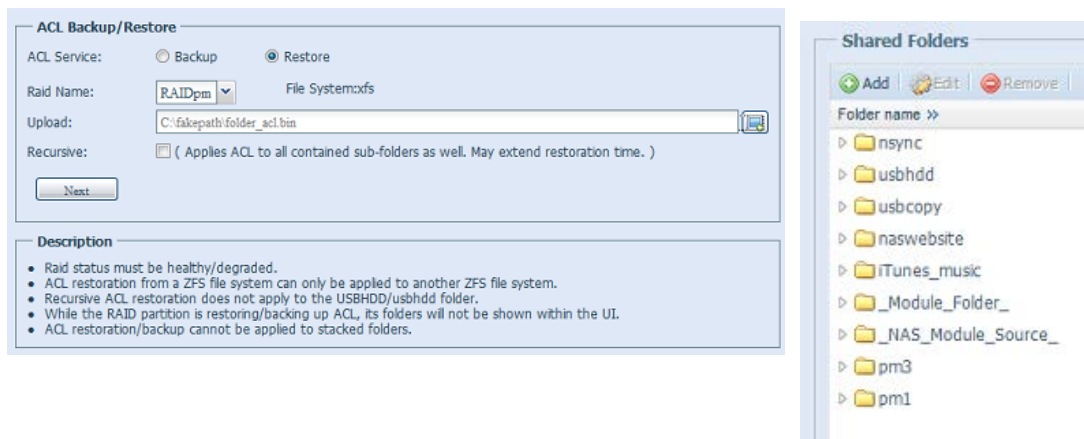 ACL Backup/Restore
ACL Service: Backup Restore
Raid Name: RAIDpm File System:xfs
Upload: C:\fakepath\folder_acl.bin
Recursive: ( Applies ACL to all contained sub-folders as well. May extend restoration time. )
Next
Description
• Raid status must be healthy/degraded.
• ACL restoration from a ZFS file system can only be applied to another ZFS file system.
• Recursive ACL restoration does not apply to the USBHDD/usbhdd folder.
• While the RAID partition is restoring/backing up ACL, its folders will not be shown within the UI.
• ACL restoration/backup cannot be applied to stacked folders.
Shared Folders
Add Edit Remove
Folder name »
nsync
usbhdd
usbcopy
naswebsite
iTunes_music
_Module_Folder_
_NAS_Module_Source_
pm3
pm1